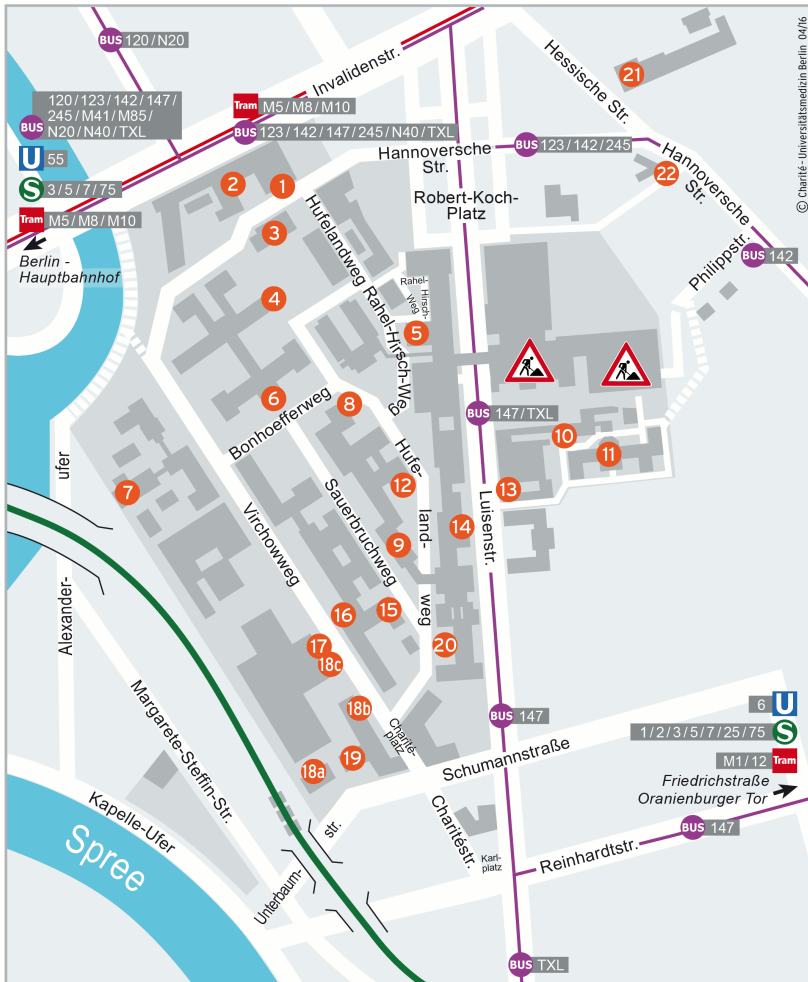 © Charité - Universitätsmedizin Berlin 04/16
BUS 120 / N20
120 / 123 / 142 / 147 /
245 / M41 / M85 /
BUS N20 / N40 / TXL
U 55
S 3 / 5 / 7 / 75
Tram M5 / M8 / M10
Berlin -
Hauptbahnhof
Invalidenstr.
Tram M5 / M8 / M10
BUS 123 / 142 / 147 / 245 / N40 / TXL
Hessische Str.
21
Hannoversche
Str.
BUS 123 / 142 / 245
Hannoversche
Str.
22
Robert-Koch-
Platz
Philippstr.
BUS 142
2
1
3
4
Hufelandweg
Rahel-Hirsch-Weg
Rahel-
Hirsch-
Weg
5
6
Bonhoefferweg
8
BUS 147 / TXL
10
11
7
ufer
Alexander-
Virchowweg
Sauerbruchweg
Hufe-
land-
weg
12
9
13
14
Luisenstr.
16
15
17
18c
20
18b
Charité-
platz
18a
19
Margarete-Steffin-Str.
BUS 147
Schumannstraße
6 U
1 / 2 / 3 / 5 / 7 / 25 / 75 S
M1 / 12 Tram
Friedrichstraße
Oranienburger Tor
Kapelle-Ufer
Spree
Unterbaum-
str.
Charitéstr.
Karl-
platz
Reinhardtstr.
BUS 147
BUS TXL